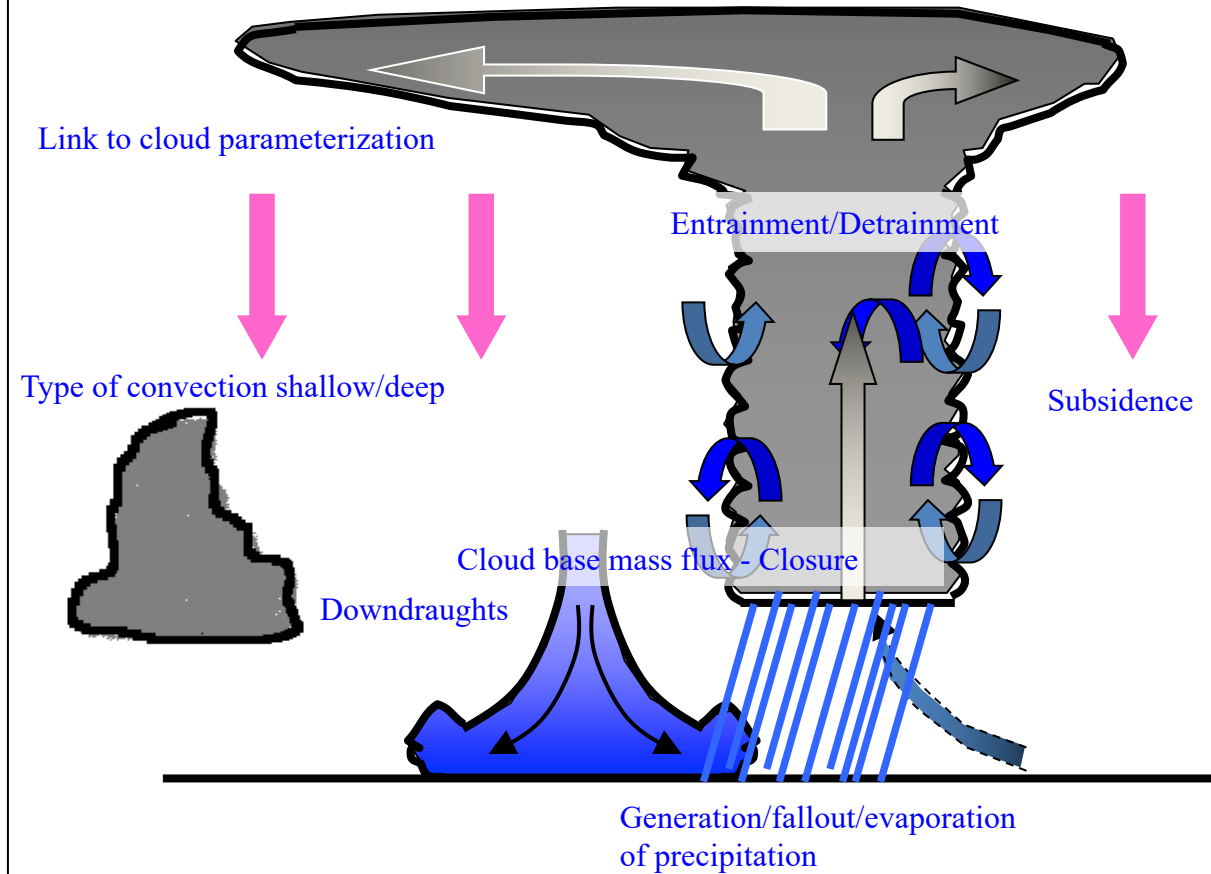 Link to cloud parameterization
Entrainment/Detrainment
Type of convection shallow/deep
Subsidence
Cloud base mass flux - Closure
Downdraughts
Generation/fallout/evaporation
of precipitation